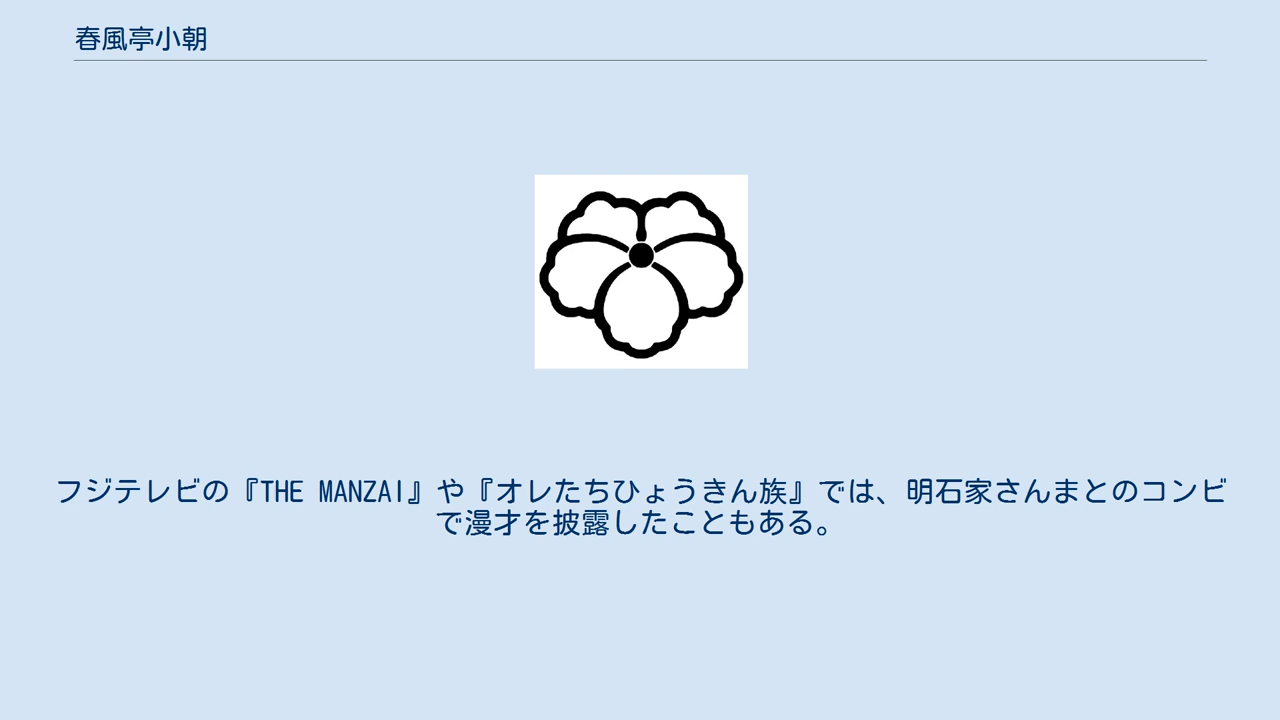 春風亭小朝
フジテレビの『THE MANZAI』や『オレたちひょうきん族』では、明石家さんまとのコンビ
で漫才を披露したこともある。